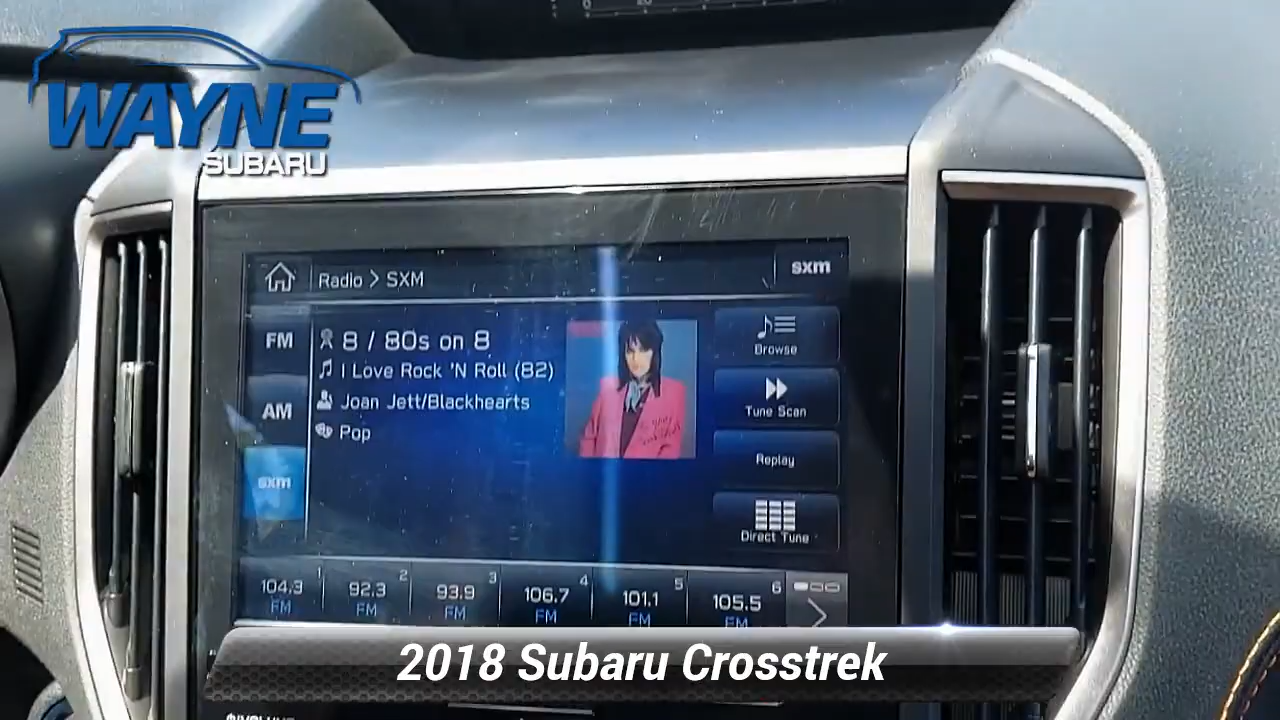 0 20
WAYNE
SUBARU
Radio > SXM
sxm
FM
AM
sxm
8 / 80s on 8
I Love Rock 'N Roll (82)
Joan Jett/Blackhearts
Pop
Browse
Tune Scan
Replay
Direct Tune
104.3 1
FM
92.3 2
FM
93.9 3
FM
106.7 4
FM
101.1 5
FM
105.5 6
FM
2018 Subaru Crosstrek